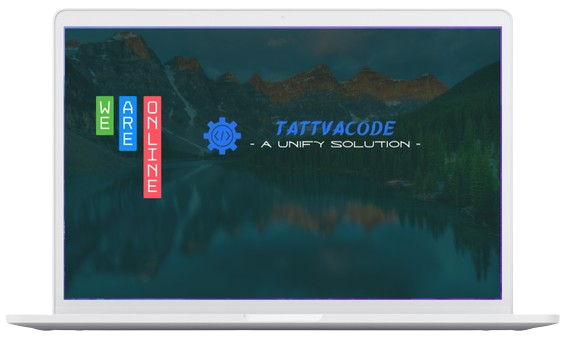 WE
ARE
ONLINE
</> TATTVACODE
- A UNIFY SOLUTION -